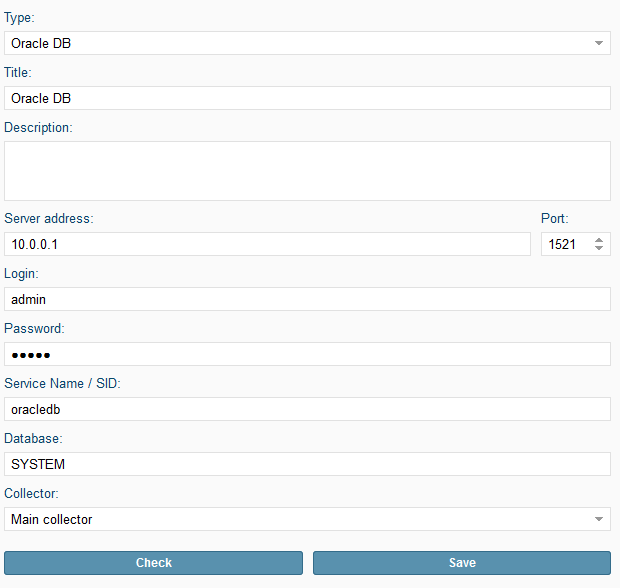 Type:
Oracle DB
Title:
Oracle DB
Description:
Server address: Port:
10.0.0.1 1521
Login:
admin
Password:
●●●●●
Service Name / SID:
oracledb
Database:
SYSTEM
Collector:
Main collector
Check Save